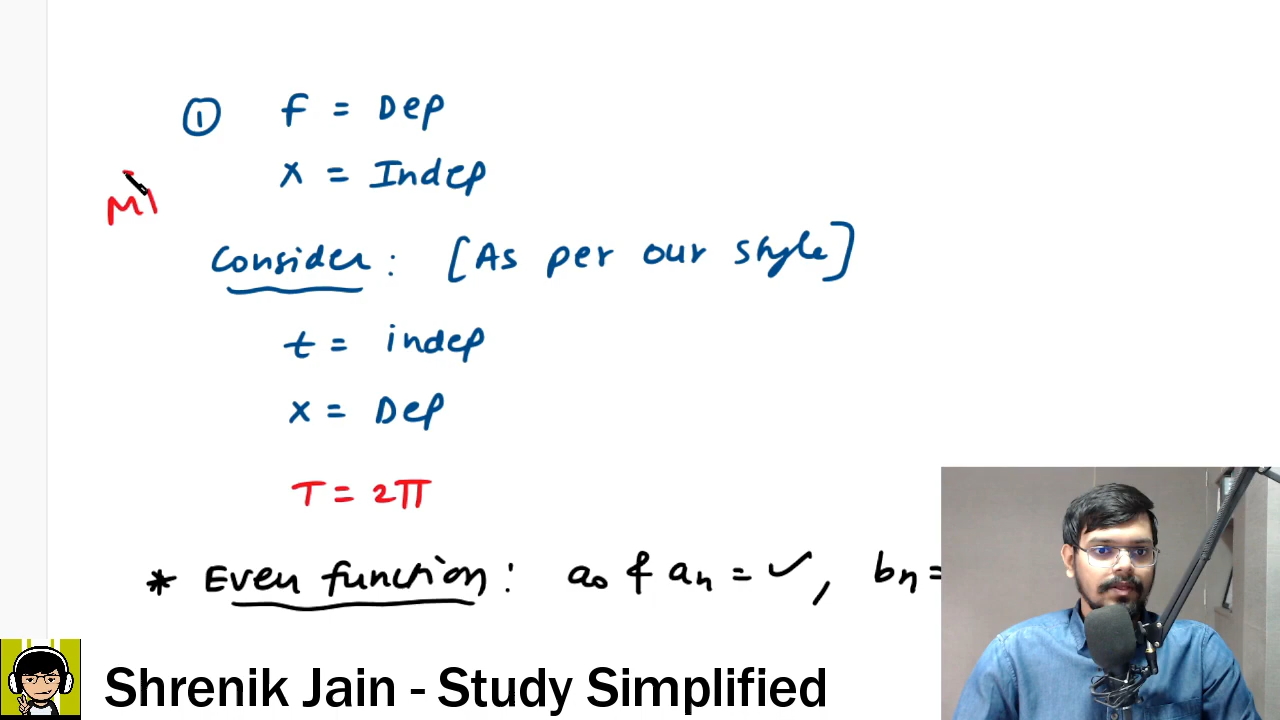 ① f = Dep
x = Indep
M1
Consider: [As per our style]
t = indep
x = Dep
T = 2π
* Even function: a₀ & aₙ = ✓, bₙ =
Shrenik Jain - Study Simplified